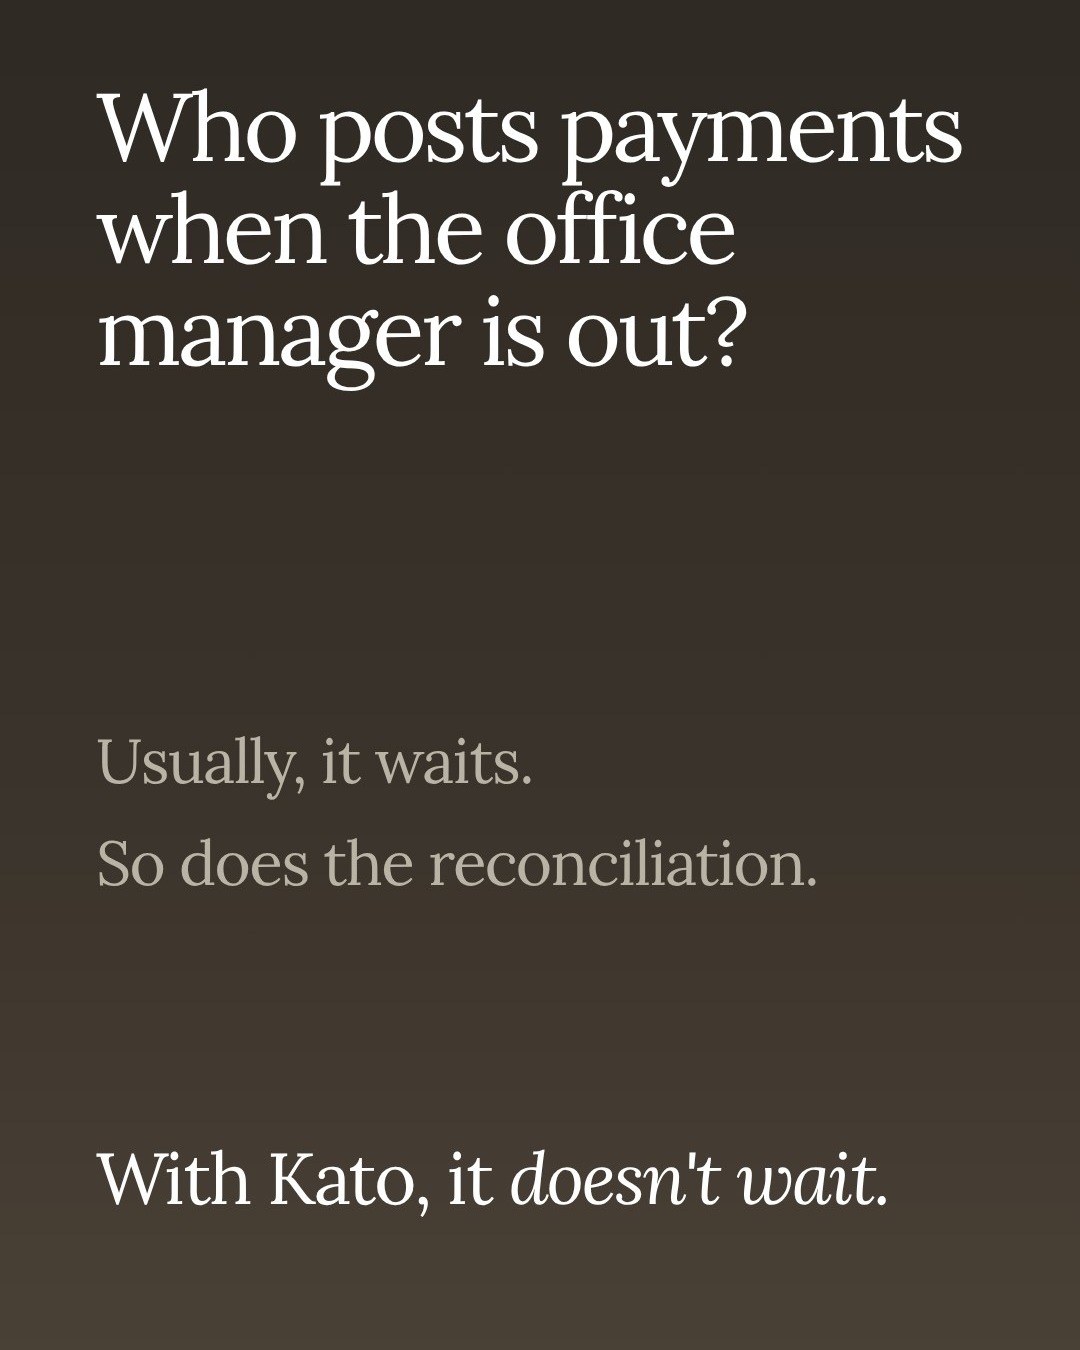 Who posts payments
when the office
manager is out?
Usually, it waits.
So does the reconciliation.
With Kato, it doesn't wait.